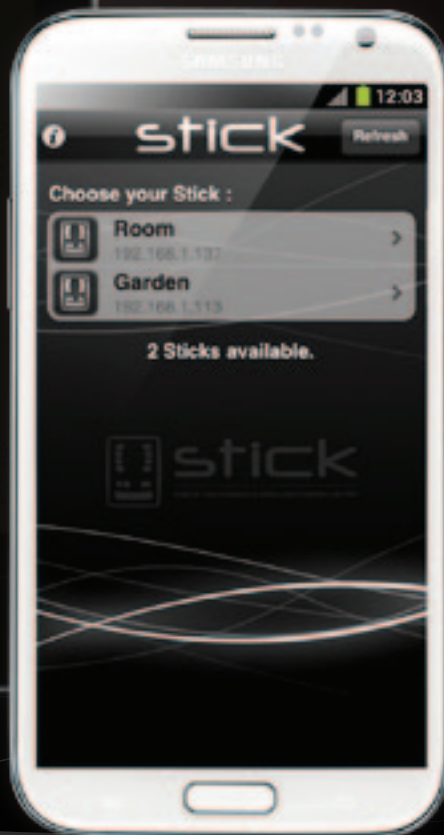 SAMSUNG
12:03
stick
Refresh
Choose your Stick :
Room
192.168.1.137
Garden
192.168.1.113
2 Sticks available.
stick